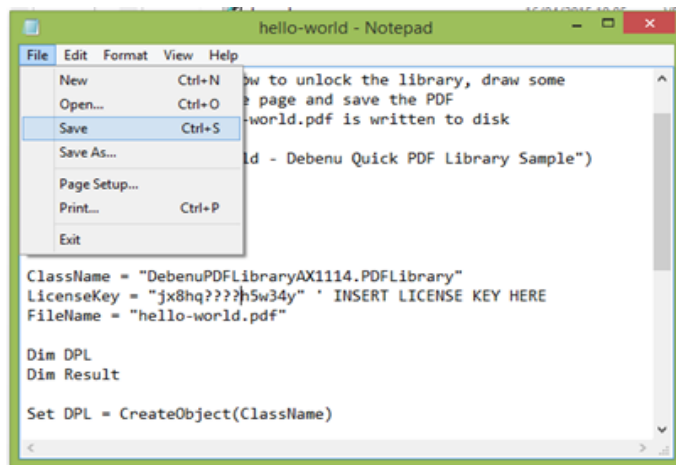 hello-world - Notepad
File Edit Format View Help
New Ctrl+N
Open... Ctrl+O
Save Ctrl+S
Save As...
Page Setup...
Print... Ctrl+P
Exit
to unlock the library, draw some
page and save the PDF
-world.pdf is written to disk
ld - Debenu Quick PDF Library Sample")
ClassName = "DebenuPDFLibraryAX1114.PDFLibrary"
LicenseKey = "jx8hq????h5w34y" ' INSERT LICENSE KEY HERE
FileName = "hello-world.pdf"
Dim DPL
Dim Result
Set DPL = CreateObject(ClassName)